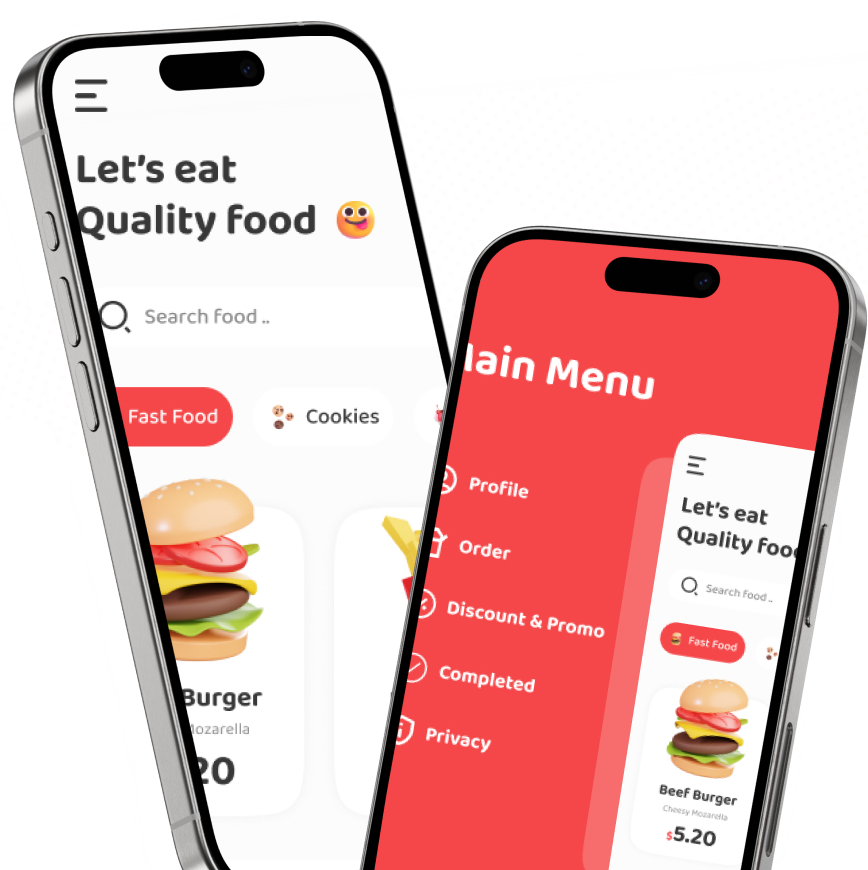 Let's eat
Quality food
Search food ..
Fast Food
Cookies
Burger
Mozarella
20
Main Menu
Profile
Order
Discount & Promo
Completed
Privacy
Let's eat
Quality food
Search food ..
Fast Food
Beef Burger
Cheesy Mozarella
$5.20